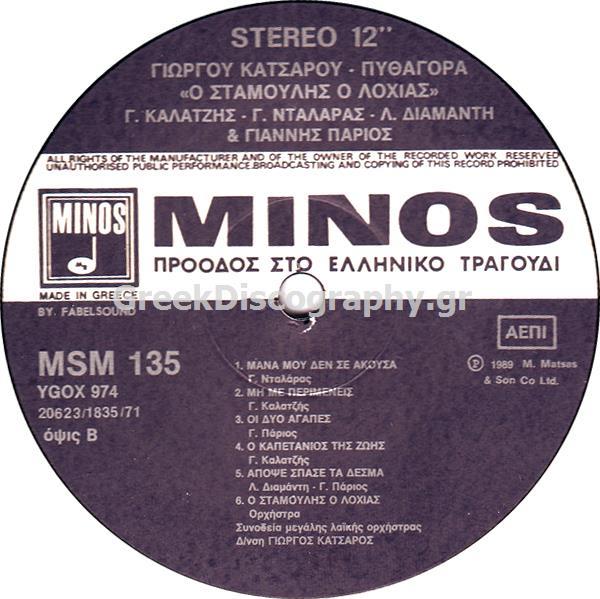 STEREO 12''
ΓΙΩΡΓΟΥ ΚΑΤΣΑΡΟΥ - ΠΥΘΑΓΟΡΑ
«Ο ΣΤΑΜΟΥΛΗΣ Ο ΛΟΧΙΑΣ»
Γ. ΚΑΛΑΤΖΗΣ - Γ. ΝΤΑΛΑΡΑΣ - Λ. ΔΙΑΜΑΝΤΗ
& ΓΙΑΝΝΗΣ ΠΑΡΙΟΣ
ALL RIGHTS OF THE MANUFACTURER AND OF THE OWNER OF THE RECORDED WORK RESERVED
UNAUTHORISED PUBLIC PERFORMANCE.BROADCASTING AND COPYING OF THIS RECORD PROHIBITED
MINOS
MINOS
ΠΡΟΟΔΟΣ ΣΤΟ ΕΛΛΗΝΙΚΟ ΤΡΑΓΟΥΔΙ
MADE IN GREECE
GreekDiscography.gr
BY. FABELSOUND
ΑΕΠΙ
MSM 135
YGOX 974
20623/1835/71
όψις Β
Ⓟ 1989 M. Matsas
& Son Co Ltd.
1. ΜΑΝΑ ΜΟΥ ΔΕΝ ΣΕ ΑΚΟΥΣΑ
Γ. Νταλάρας
2. ΜΗ ΜΕ ΠΕΡΙΜΕΝΕΙΣ
Γ. Καλατζής
3. ΟΙ ΔΥΟ ΑΓΑΠΕΣ
Γ. Πάριος
4. Ο ΚΑΠΕΤΑΝΙΟΣ ΤΗΣ ΖΩΗΣ
Γ. Καλατζής
5. ΑΠΟΨΕ ΣΠΑΣΕ ΤΑ ΔΕΣΜΑ
Λ. Διαμάντη - Γ. Πάριος
6. Ο ΣΤΑΜΟΥΛΗΣ Ο ΛΟΧΙΑΣ
Ορχήστρα
Συνοδεία μεγάλης λαϊκής ορχήστρας
Δ/νση ΓΙΩΡΓΟΣ ΚΑΤΣΑΡΟΣ